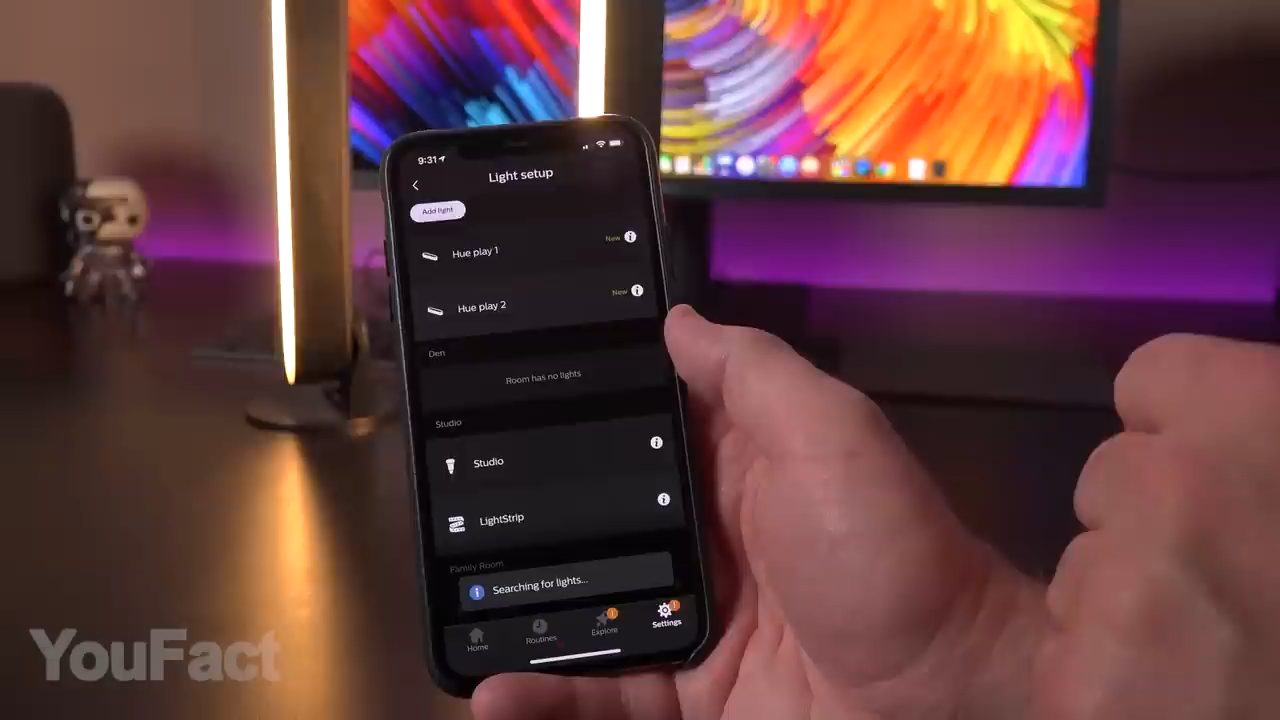 9:31
Light setup
Add light
Hue play 1
New
Hue play 2
New
Den
Room has no lights
Studio
Studio
LightStrip
Family Room
Searching for lights...
Home
Routines
Explore
Settings
YouFact